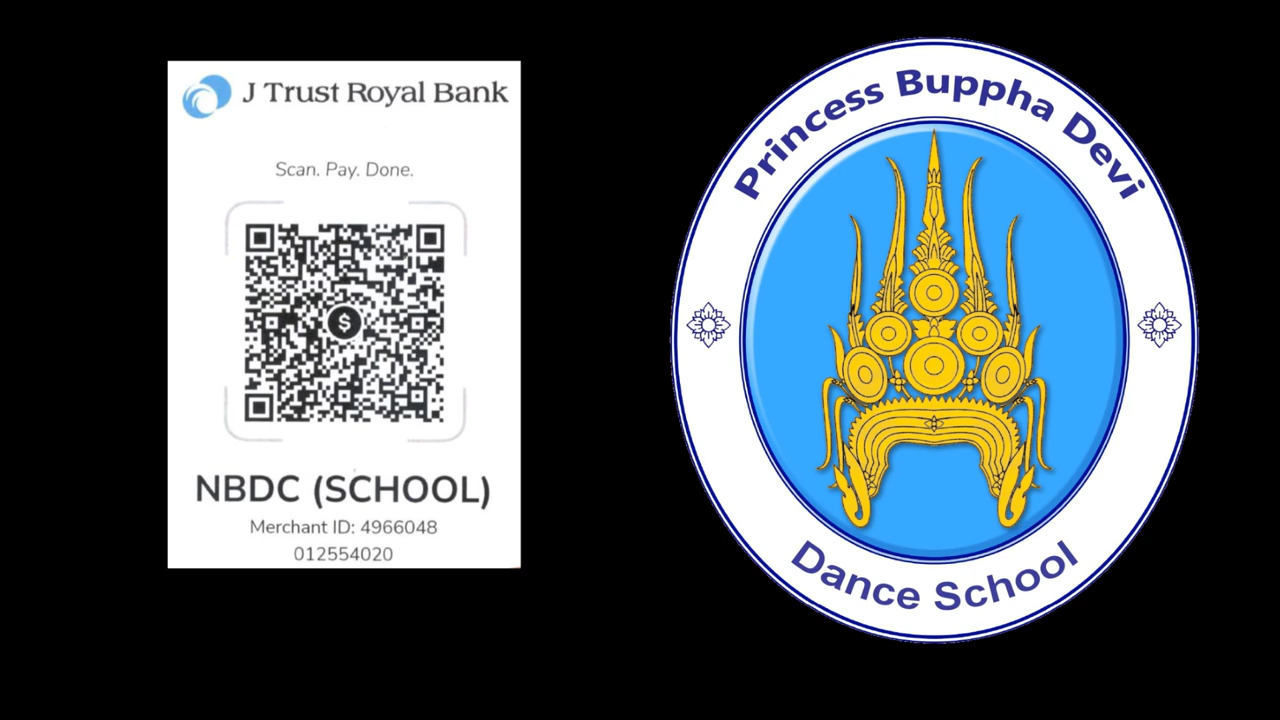 J Trust Royal Bank
Scan. Pay. Done.
$
NBDC (SCHOOL)
Merchant ID: 4966048
012554020
Princess Buppha Devi
Dance School